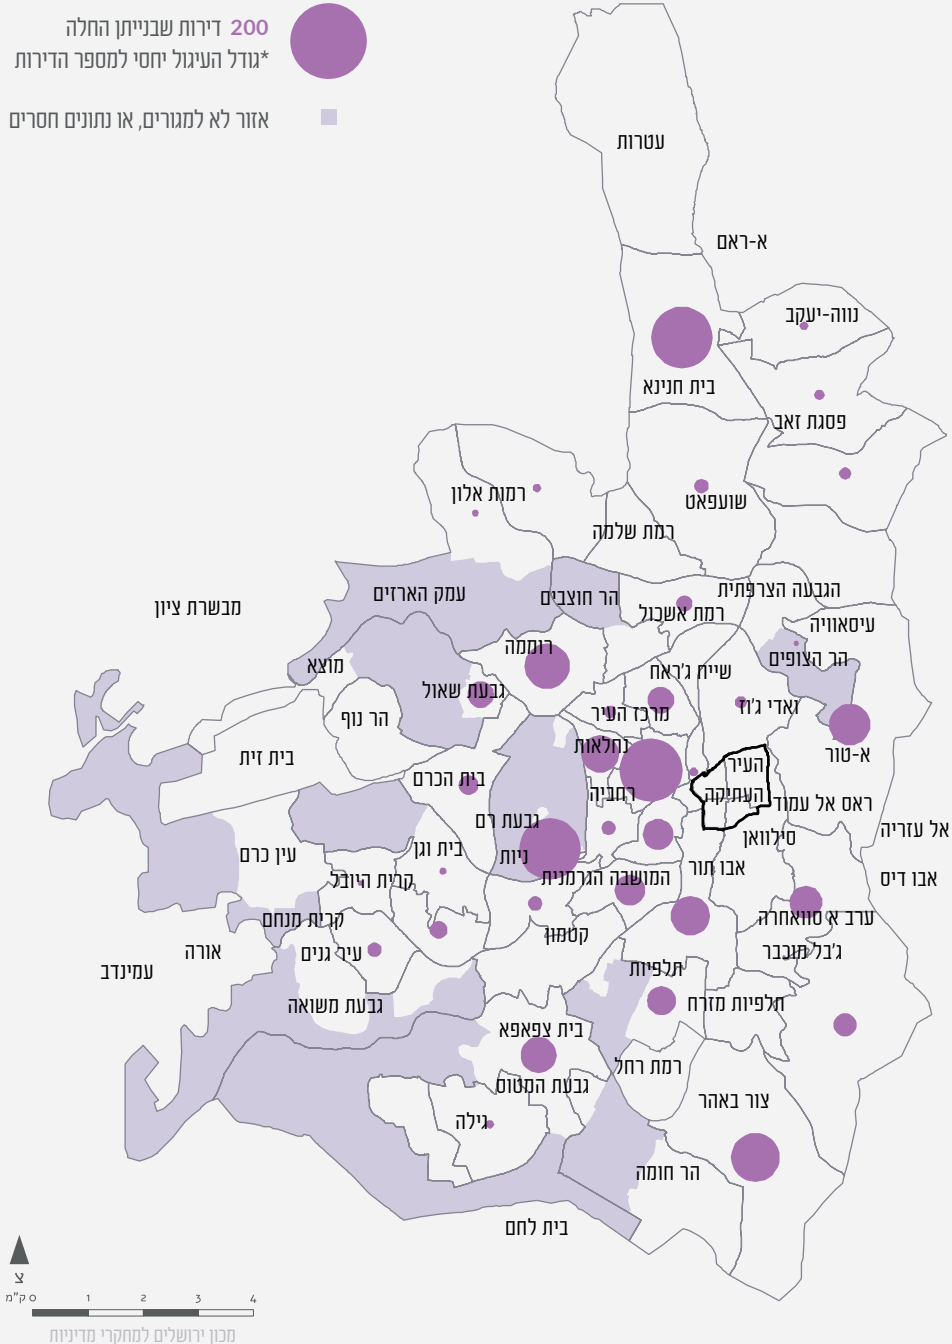 200 דירות שבנייתן החלה
*גודל העיגול יחסי למספר הדירות
אזור לא למגורים, או נתונים חסרים
עטרות
א-ראם
נווה-יעקב
בית חנינא
פסגת זאב
רמות אלון
שועפאט
רמת שלמה
הגבעה הצרפתית
עמק הארזים
הר חוצבים
מבשרת ציון
רמת אשכול
עיסאוויה
רוממה
הר הצופים
מוצא
שייח ג'ראח
גבעת שאול
הר נוף
מרכז העיר
ואדי ג'וז
נחלאות
א-טור
בית זית
העיר
העתיקה
בית הכרם
רחביה
ראס אל עמוד
גבעת רם
אל עזריה
סילוואן
בית וגן
עין כרם
ניות
אבו תור
המושבה הגרמנית
אבו דיס
קרית היובל
קרית מנחם
ערב א סוואחרה
קטמון
עיר גנים
אורה
ג'בל מוכבר
עמינדב
תלפיות
גבעת משואה
תלפיות מזרח
בית צפאפא
רמת רחל
גבעת המטוס
צור באהר
גילה
הר חומה
בית לחם
צ
0 ק"מ 1 2 3 4
מכון ירושלים למחקרי מדיניות